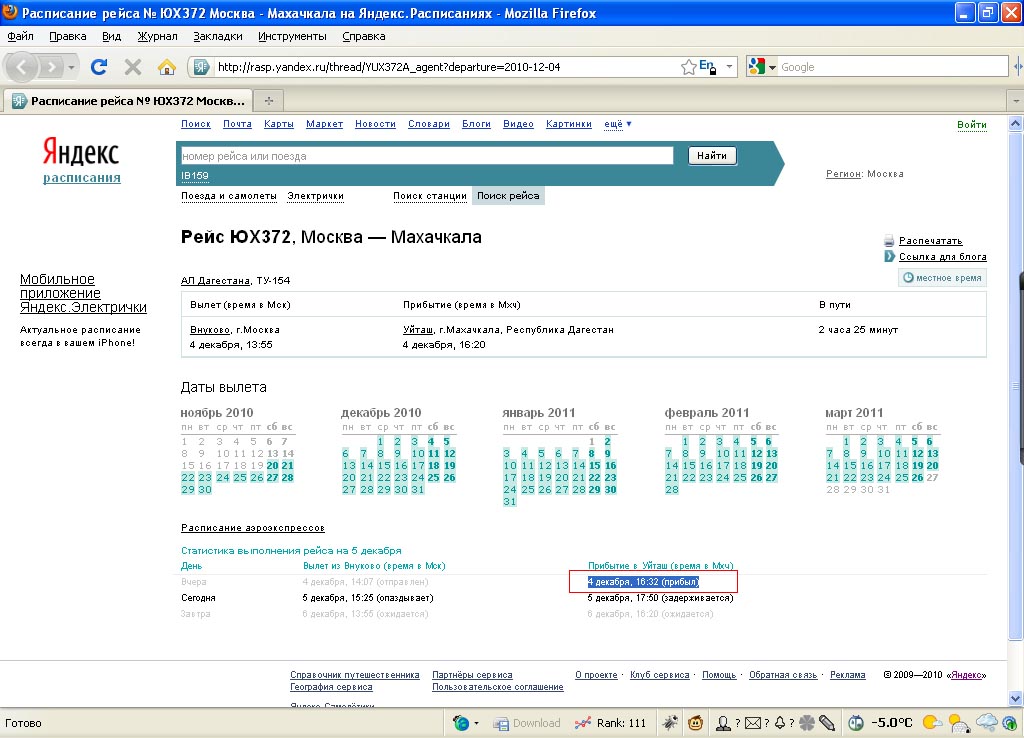 Расписание рейса № ЮХ372 Москва - Махачкала на Яндекс.Расписаниях - Mozilla Firefox
Файл Правка Вид Журнал Закладки Инструменты Справка
http://rasp.yandex.ru/thread/YUX372A_agent?departure=2010-12-04 En Google
Расписание рейса № ЮХ372 Москв...
Поиск Почта Карты Маркет Новости Словари Блоги Видео Картинки ещё ▼ Войти
Яндекс
расписания
номер рейса или поезда Найти
IB159
Регион: Москва
Поезда и самолеты Электрички Поиск станции Поиск рейса
Рейс ЮХ372, Москва — Махачкала
Распечатать
Ссылка для блога
местное время
Мобильное
приложение
Яндекс.Электрички
Актуальное расписание
всегда в вашем iPhone!
АЛ Дагестана, ТУ-154
Вылет (время в Мск) Прибытие (время в Мхч) В пути
Внуково, г.Москва Уйташ, г.Махачкала, Республика Дагестан 2 часа 25 минут
4 декабря, 13:55 4 декабря, 16:20
Даты вылета
ноябрь 2010 декабрь 2010 январь 2011 февраль 2011 март 2011
пн вт ср чт пт сб вс пн вт ср чт пт сб вс пн вт ср чт пт сб вс пн вт ср чт пт сб вс пн вт ср чт пт сб вс
1 2 3 4 5 6 7 1 2 3 4 5 1 2 1 2 3 4 5 6 1 2 3 4 5 6
8 9 10 11 12 13 14 6 7 8 9 10 11 12 3 4 5 6 7 8 9 7 8 9 10 11 12 13 7 8 9 10 11 12 13
15 16 17 18 19 20 21 13 14 15 16 17 18 19 10 11 12 13 14 15 16 14 15 16 17 18 19 20 14 15 16 17 18 19 20
22 23 24 25 26 27 28 20 21 22 23 24 25 26 17 18 19 20 21 22 23 21 22 23 24 25 26 27 21 22 23 24 25 26 27
29 30 27 28 29 30 31 24 25 26 27 28 29 30 28 28 29 30 31
31
Расписание аэроэкспрессов
Статистика выполнения рейса на 5 декабря
День Вылет из Внуково (время в Мск) Прибытие в Уйташ (время в Мхч)
Вчера 4 декабря, 14:07 (отправлен) 4 декабря, 16:32 (прибыл)
Сегодня 5 декабря, 15:25 (опаздывает) 5 декабря, 17:50 (задерживается)
Завтра 6 декабря, 13:55 (ожидается) 6 декабря, 16:20 (ожидается)
Справочник путешественника Партнёры сервиса О проекте · Клуб сервиса · Помощь · Обратная связь · Реклама © 2009—2010 «Яндекс»
География сервиса Пользовательское соглашение
Яндекс.Самолётики
Готово Download Rank: 111 ? ? ? -5.0°C